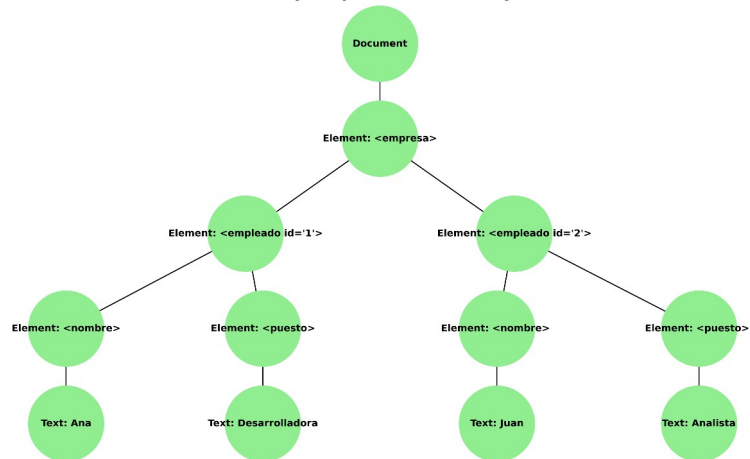 Document
Element: <empresa>
Element: <empleado id='1'>
Element: <empleado id='2'>
Element: <nombre>
Element: <puesto>
Element: <nombre>
Element: <puesto>
Text: Ana
Text: Desarrolladora
Text: Juan
Text: Analista